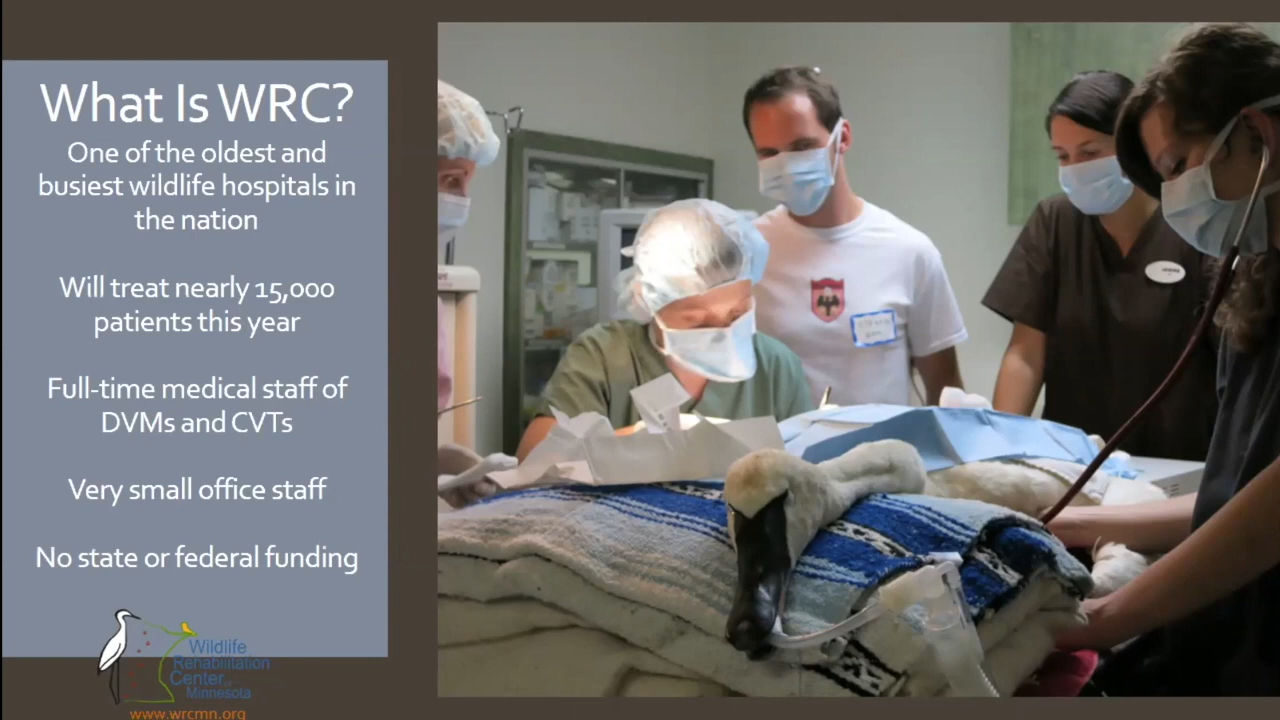 What Is WRC?
One of the oldest and
busiest wildlife hospitals in
the nation
Will treat nearly 15,000
patients this year
Full-time medical staff of
DVMs and CVTs
Very small office staff
No state or federal funding
Wildlife
Rehabilitation
Center of
Minnesota
www.wrcmn.org